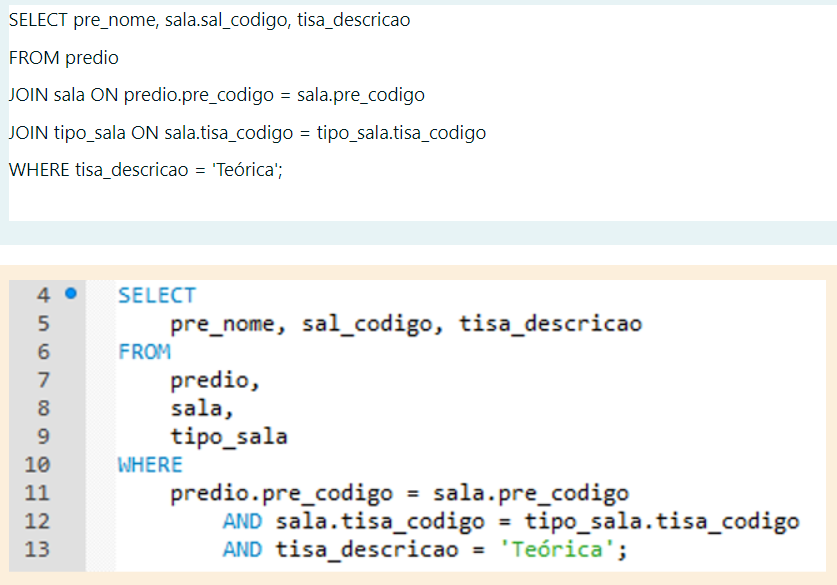 SELECT pre_nome, sala.sal_codigo, tisa_descricao
FROM predio
JOIN sala ON predio.pre_codigo = sala.pre_codigo
JOIN tipo_sala ON sala.tisa_codigo = tipo_sala.tisa_codigo
WHERE tisa_descricao = 'Teórica';
4 SELECT
5 pre_nome, sal_codigo, tisa_descricao
6 FROM
7 predio,
8 sala,
9 tipo_sala
10 WHERE
11 predio.pre_codigo = sala.pre_codigo
12 AND sala.tisa_codigo = tipo_sala.tisa_codigo
13 AND tisa_descricao = 'Teórica';